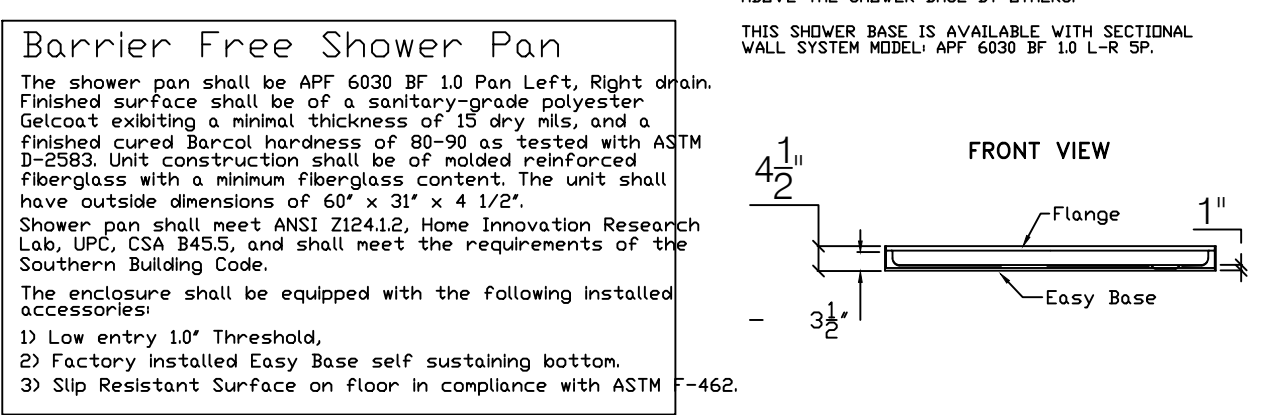 Barrier Free Shower Pan
The shower pan shall be APF 6030 BF 1.0 Pan Left, Right drain.
Finished surface shall be of a sanitary-grade polyester
Gelcoat exibiting a minimal thickness of 15 dry mils, and a
finished cured Barcol hardness of 80-90 as tested with ASTM
D-2583. Unit construction shall be of molded reinforced
fiberglass with a minimum fiberglass content. The unit shall
have outside dimensions of 60" x 31" x 4 1/2".
Shower pan shall meet ANSI Z124.1.2, Home Innovation Research
Lab, UPC, CSA B45.5, and shall meet the requirements of the
Southern Building Code.
The enclosure shall be equipped with the following installed
accessories:
1) Low entry 1.0" Threshold,
2) Factory installed Easy Base self sustaining bottom.
3) Slip Resistant Surface on floor in compliance with ASTM F-462.
ABOVE THE SHOWER BASE BY OTHERS.
THIS SHOWER BASE IS AVAILABLE WITH SECTIONAL
WALL SYSTEM MODEL: APF 6030 BF 1.0 L-R 5P.
FRONT VIEW
4 1/2"
Flange
1"
Easy Base
3 1/2"